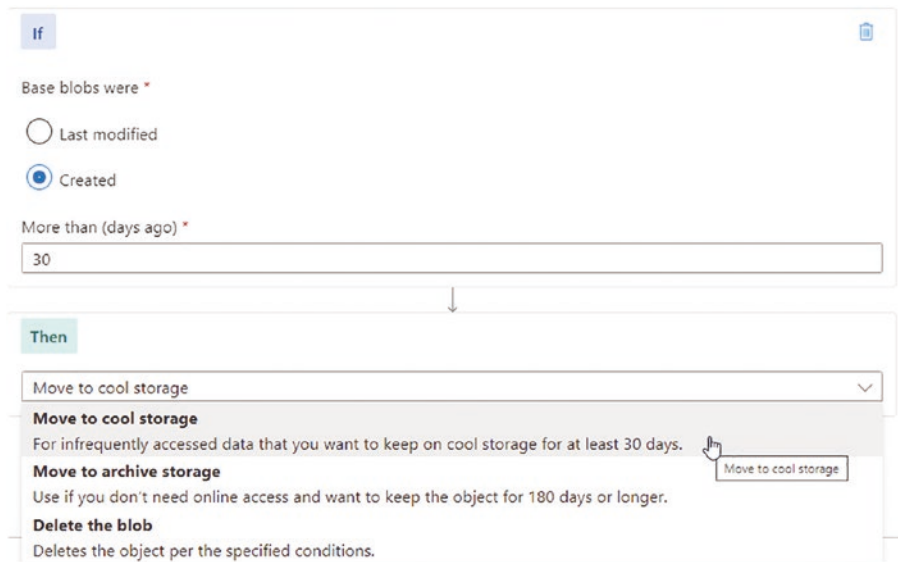 If
Base blobs were *
Last modified
Created
More than (days ago) *
30
Then
Move to cool storage
Move to cool storage
For infrequently accessed data that you want to keep on cool storage for at least 30 days.
Move to cool storage
Move to archive storage
Use if you don't need online access and want to keep the object for 180 days or longer.
Delete the blob
Deletes the object per the specified conditions.